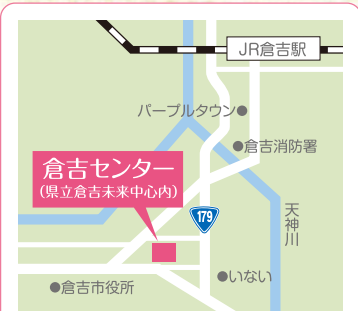 JR倉吉駅
パープルタウン
倉吉消防署
倉吉センター
(県立倉吉未来中心内)
179
天神川
いない
倉吉市役所